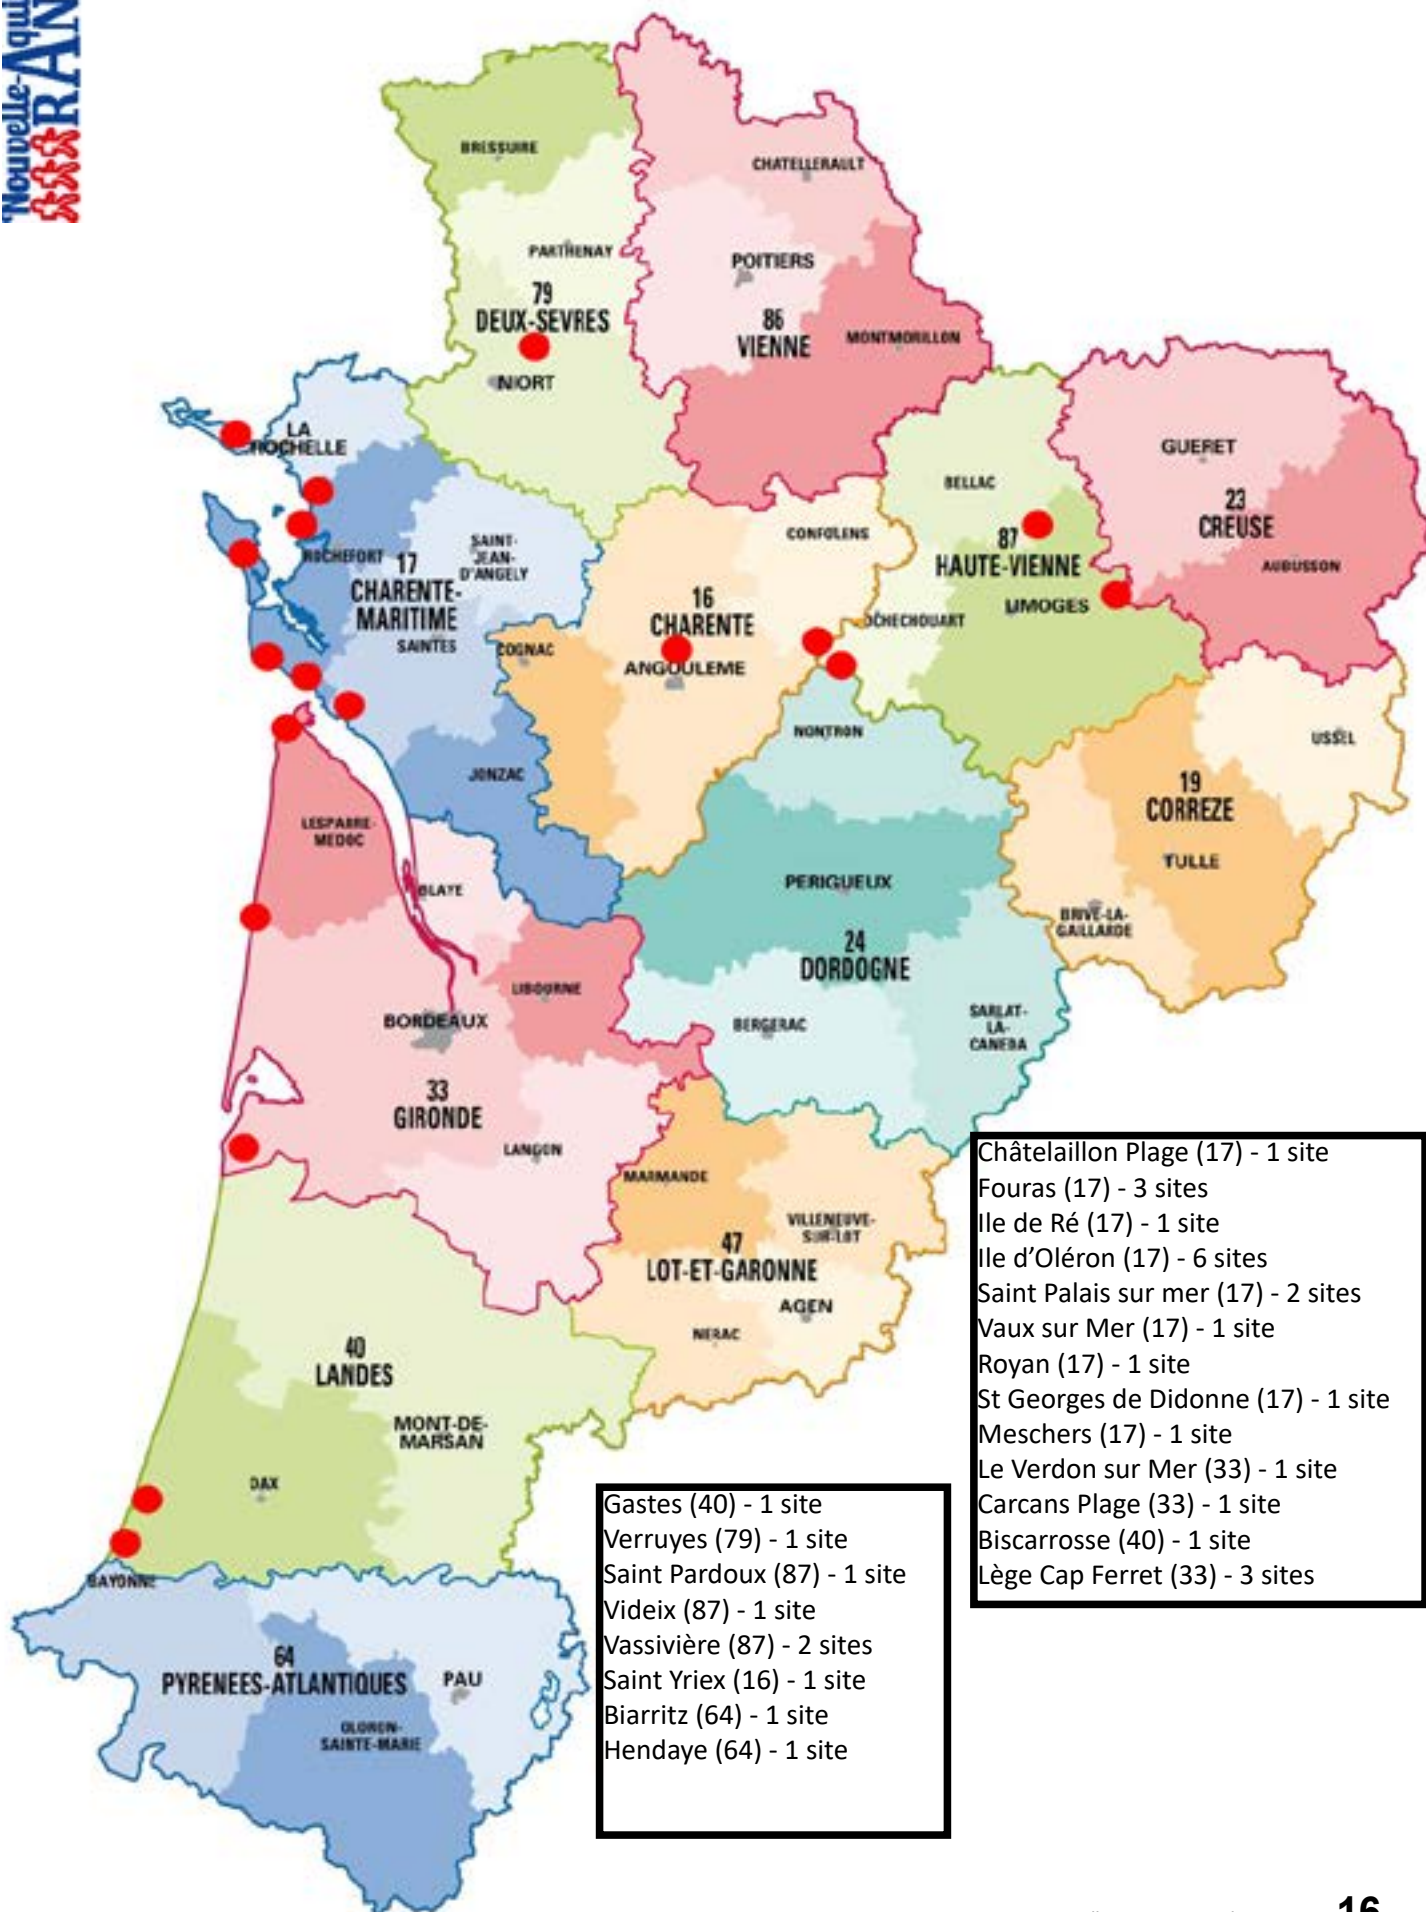 Nouvelle-
RAN
BRESSUIRE
CHATELLERAULT
PARTHENAY
POITIERS
79
DEUX-SEVRES
86
VIENNE
MONTMORILLON
NIORT
LA
ROCHELLE
GUERET
BELLAC
23
CREUSE
CONFOLENS
87
HAUTE-VIENNE
SAINT-
JEAN-
D'ANGELY
ROCHEFORT
17
CHARENTE-
MARITIME
AUBUSSON
16
CHARENTE
LIMOGES
OCHECHOUART
SAINTES
COGNAC
ANGOULEME
NONTRON
USSEL
JONZAC
19
CORREZE
LESPARRE-
MEDOC
TULLE
BLAYE
PERIGUEUX
BRIVE-LA-
GAILLARDE
24
DORDOGNE
LIBOURNE
BORDEAUX
BERGERAC
SARLAT-
LA-
CANEDA
33
GIRONDE
LANGON
MARMANDE
VILLENEUVE-
SUR-LOT
47
LOT-ET-GARONNE
AGEN
NERAC
40
LANDES
MONT-DE-
MARSAN
DAX
BAYONNE
64
PYRENEES-ATLANTIQUES
PAU
OLORON-
SAINTE-MARIE
Châtelaillon Plage (17) - 1 site
Fouras (17) - 3 sites
Ile de Ré (17) - 1 site
Ile d’Oléron (17) - 6 sites
Saint Palais sur mer (17) - 2 sites
Vaux sur Mer (17) - 1 site
Royan (17) - 1 site
St Georges de Didonne (17) - 1 site
Meschers (17) - 1 site
Le Verdon sur Mer (33) - 1 site
Carcans Plage (33) - 1 site
Biscarrosse (40) - 1 site
Lège Cap Ferret (33) - 3 sites
Gastes (40) - 1 site
Verruyes (79) - 1 site
Saint Pardoux (87) - 1 site
Videix (87) - 1 site
Vassivière (87) - 2 sites
Saint Yriex (16) - 1 site
Biarritz (64) - 1 site
Hendaye (64) - 1 site
16